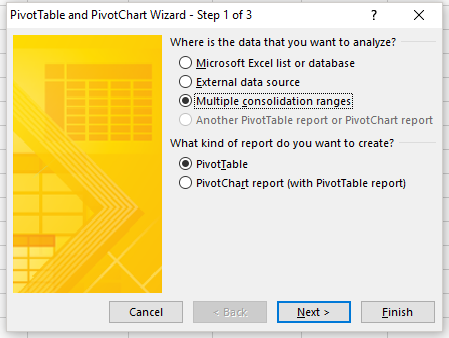 PivotTable and PivotChart Wizard - Step 1 of 3 ? ×
Where is the data that you want to analyze?
Microsoft Excel list or database
External data source
Multiple consolidation ranges
Another PivotTable report or PivotChart report
What kind of report do you want to create?
PivotTable
PivotChart report (with PivotTable report)
Cancel < Back Next > Finish